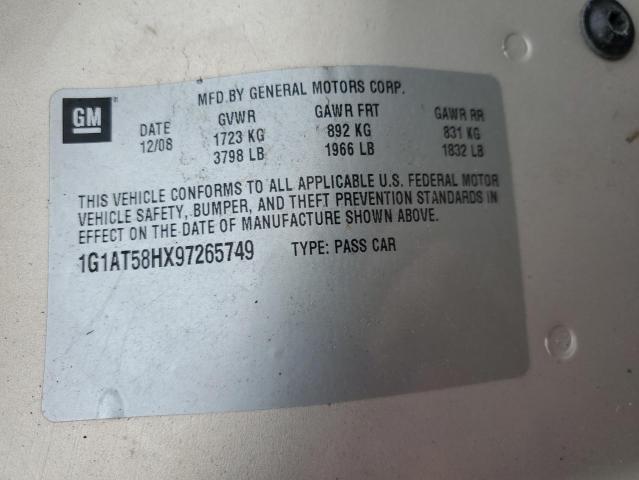 GM
MFD.BY GENERAL MOTORS CORP.
DATE GVWR GAWR FRT GAWR RR
12/08 1723 KG 892 KG 831 KG
3798 LB 1966 LB 1832 LB
THIS VEHICLE CONFORMS TO ALL APPLICABLE U.S. FEDERAL MOTOR
VEHICLE SAFETY, BUMPER, AND THEFT PREVENTION STANDARDS IN
EFFECT ON THE DATE OF MANUFACTURE SHOWN ABOVE.
1G1AT58HX97265749 TYPE: PASS CAR